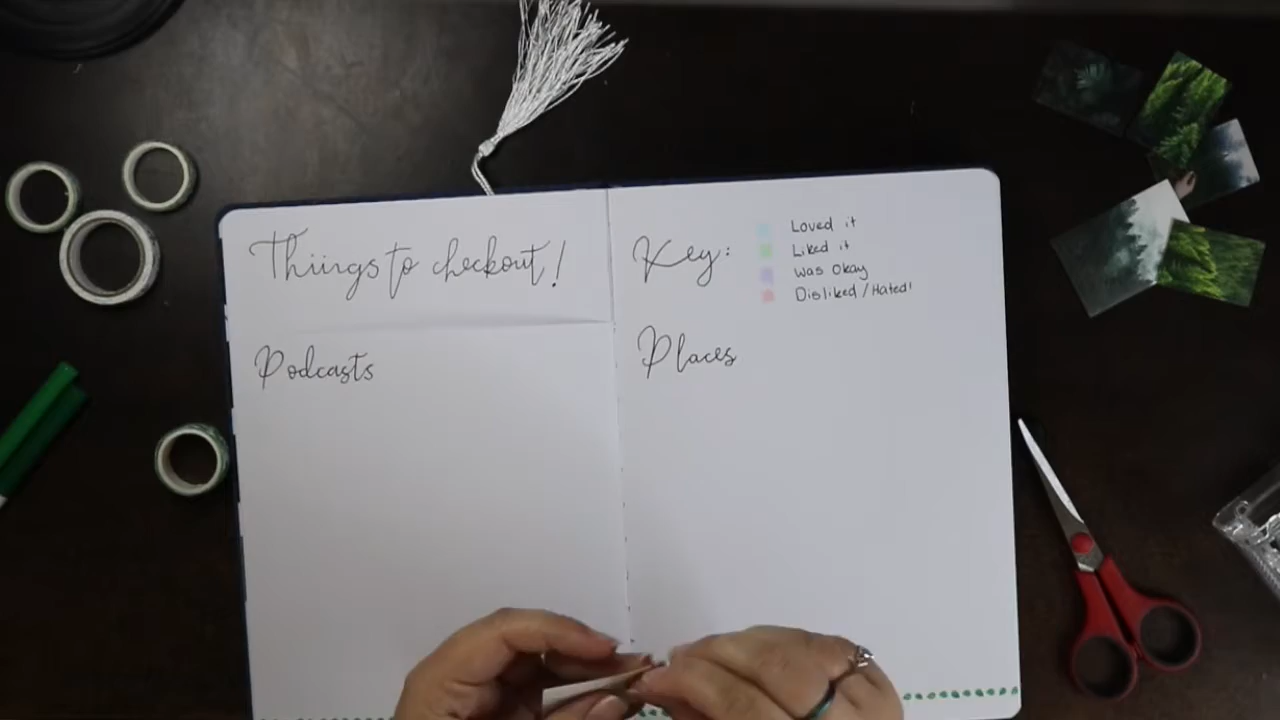 Things to checkout!
Podcasts
Key:
Loved it
Liked it
was okay
Disliked/Hated!
Places